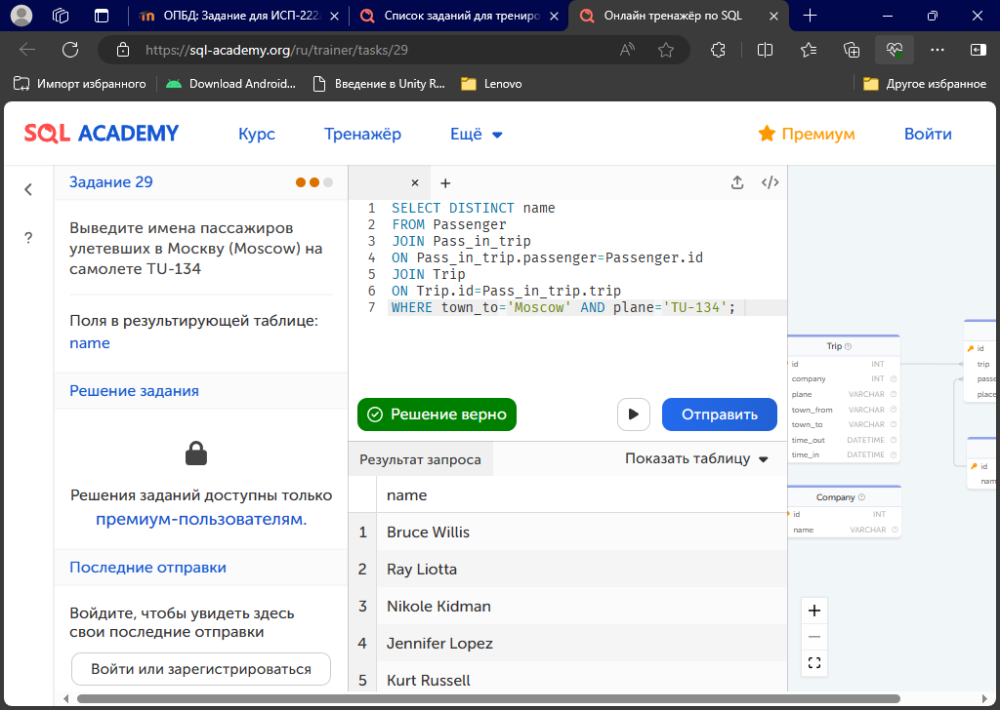 ОПБД: Задание для ИСП-222
Список заданий для трениро
Онлайн тренажёр по SQL
https://sql-academy.org/ru/trainer/tasks/29
Импорт избранного
Download Android...
Введение в Unity R...
Lenovo
Другое избранное
SQL ACADEMY
Курс
Тренажёр
Ещё
Премиум
Войти
Задание 29
Выведите имена пассажиров
улетевших в Москву (Moscow) на
самолете TU-134
Поля в результирующей таблице:
name
Решение задания
Решения заданий доступны только
премиум-пользователям.
Последние отправки
Войдите, чтобы увидеть здесь
свои последние отправки
Войти или зарегистрироваться
1 SELECT DISTINCT name
2 FROM Passenger
3 JOIN Pass_in_trip
4 ON Pass_in_trip.passenger=Passenger.id
5 JOIN Trip
6 ON Trip.id=Pass_in_trip.trip
7 WHERE town_to='Moscow' AND plane='TU-134';
Решение верно
Отправить
Результат запроса
Показать таблицу
name
1 Bruce Willis
2 Ray Liotta
3 Nikole Kidman
4 Jennifer Lopez
5 Kurt Russell
Trip
id INT
company INT
plane VARCHAR
town_from VARCHAR
town_to VARCHAR
time_out DATETIME
time_in DATETIME
Company
id INT
name VARCHAR
id
trip
passe
place
id
nam